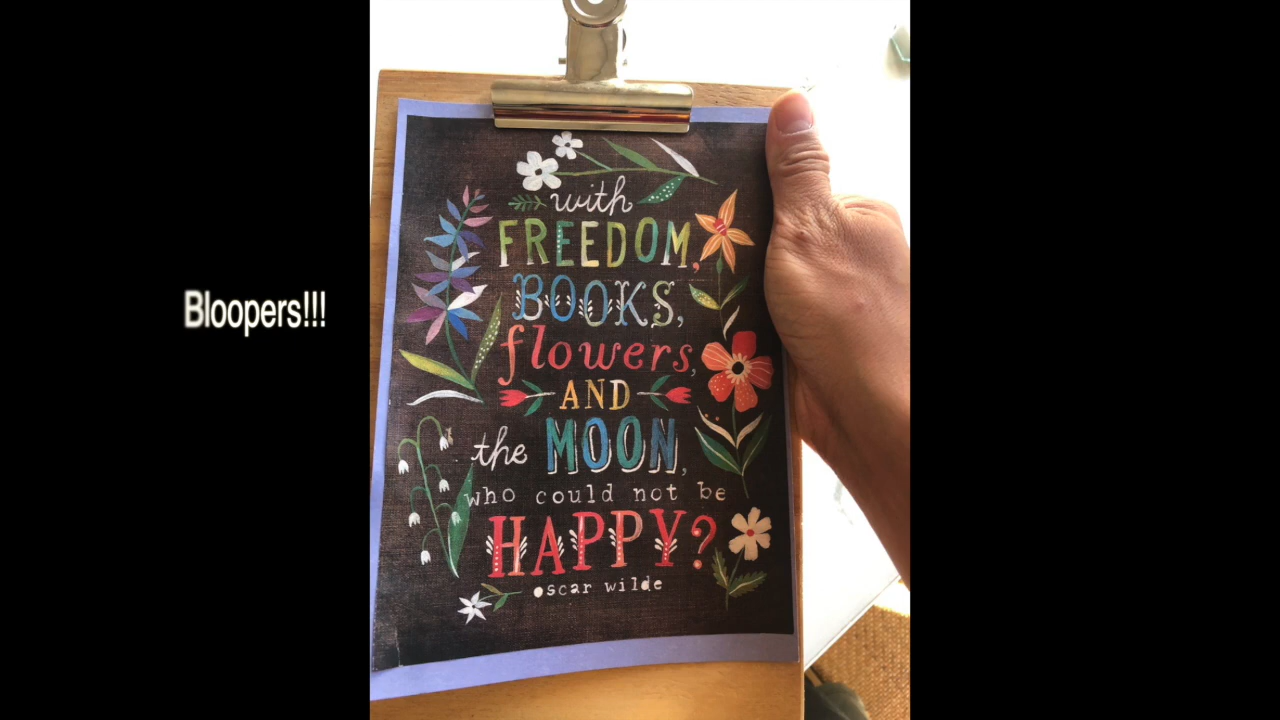 Bloopers!!!
with
FREEDOM,
BOOKS,
flowers,
AND
the MOON,
who could not be
HAPPY?
oscar wilde